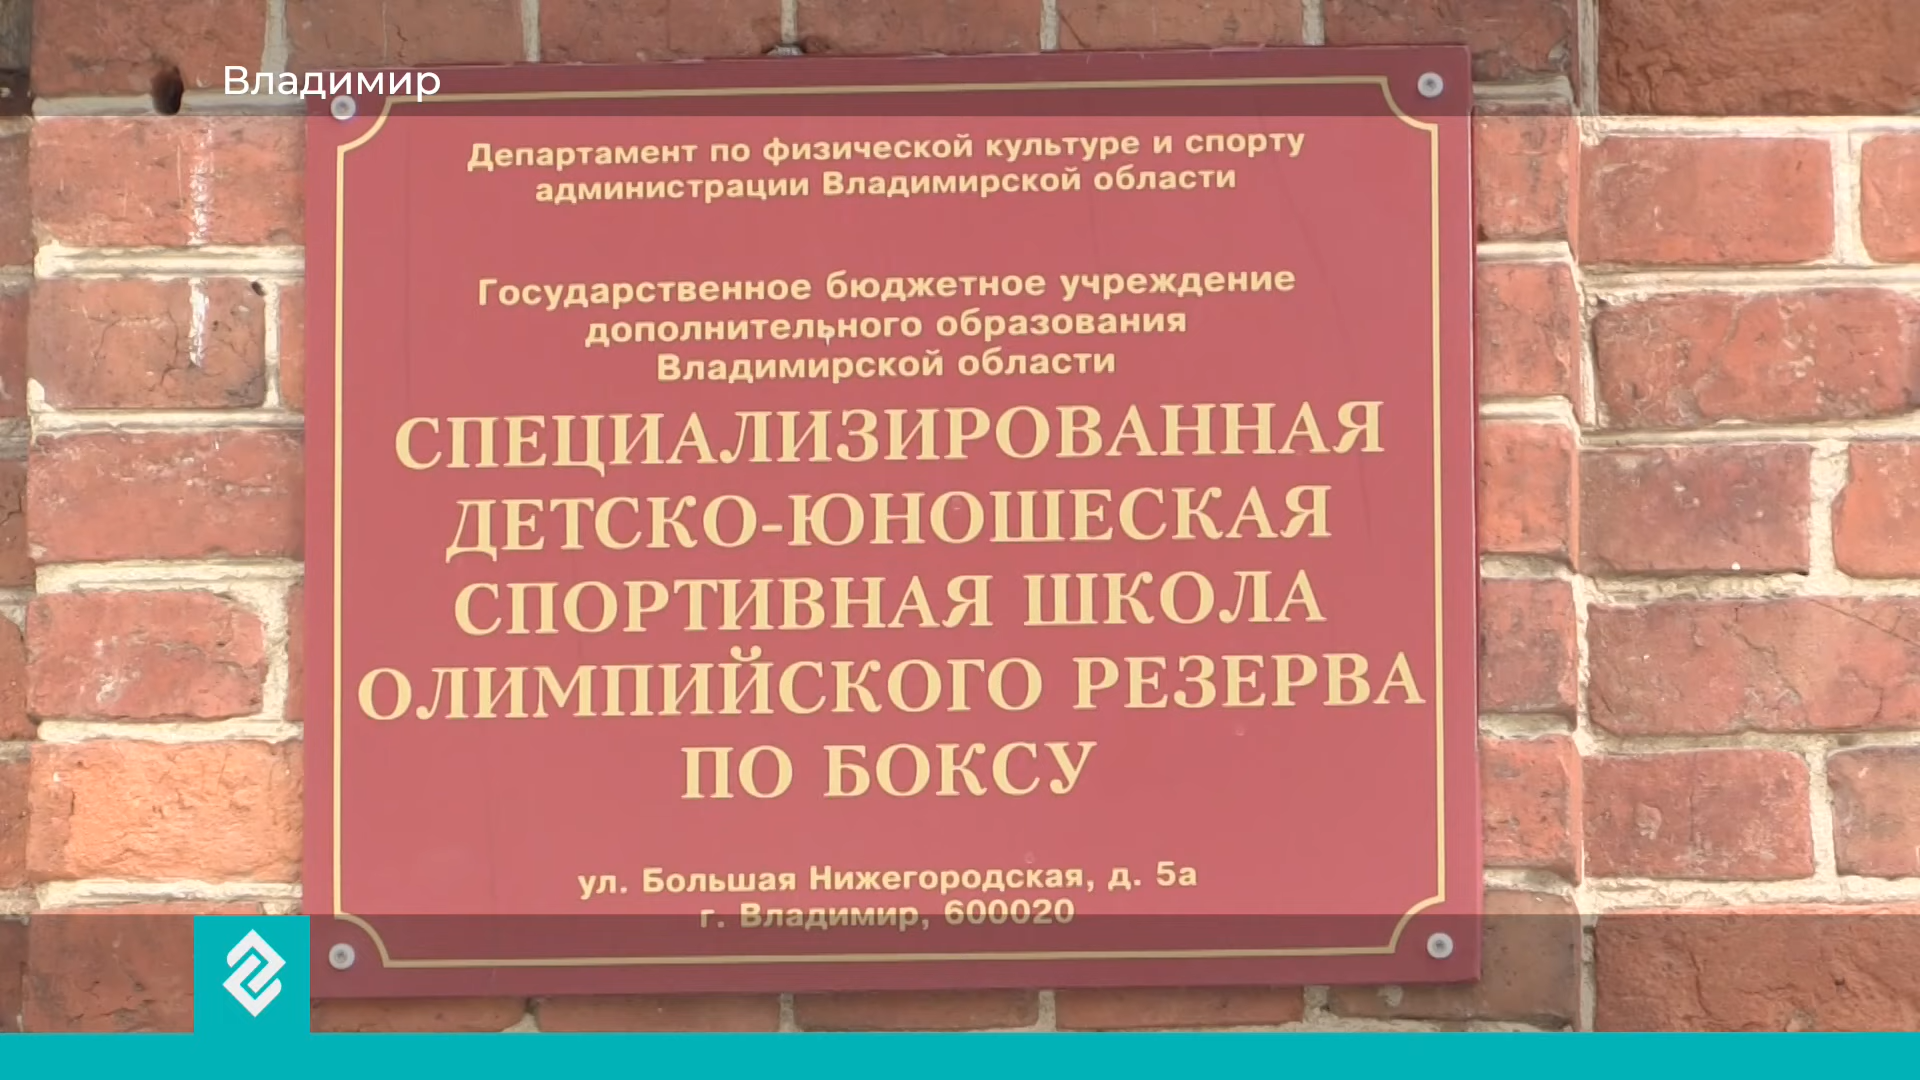 Владимир
Департамент по физической культуре и спорту
администрации Владимирской области
Государственное бюджетное учреждение
дополнительного образования
Владимирской области
СПЕЦИАЛИЗИРОВАННАЯ
ДЕТСКО-ЮНОШЕСКАЯ
СПОРТИВНАЯ ШКОЛА
ОЛИМПИЙСКОГО РЕЗЕРВА
ПО БОКСУ
ул. Большая Нижегородская, д. 5а
г. Владимир, 600020